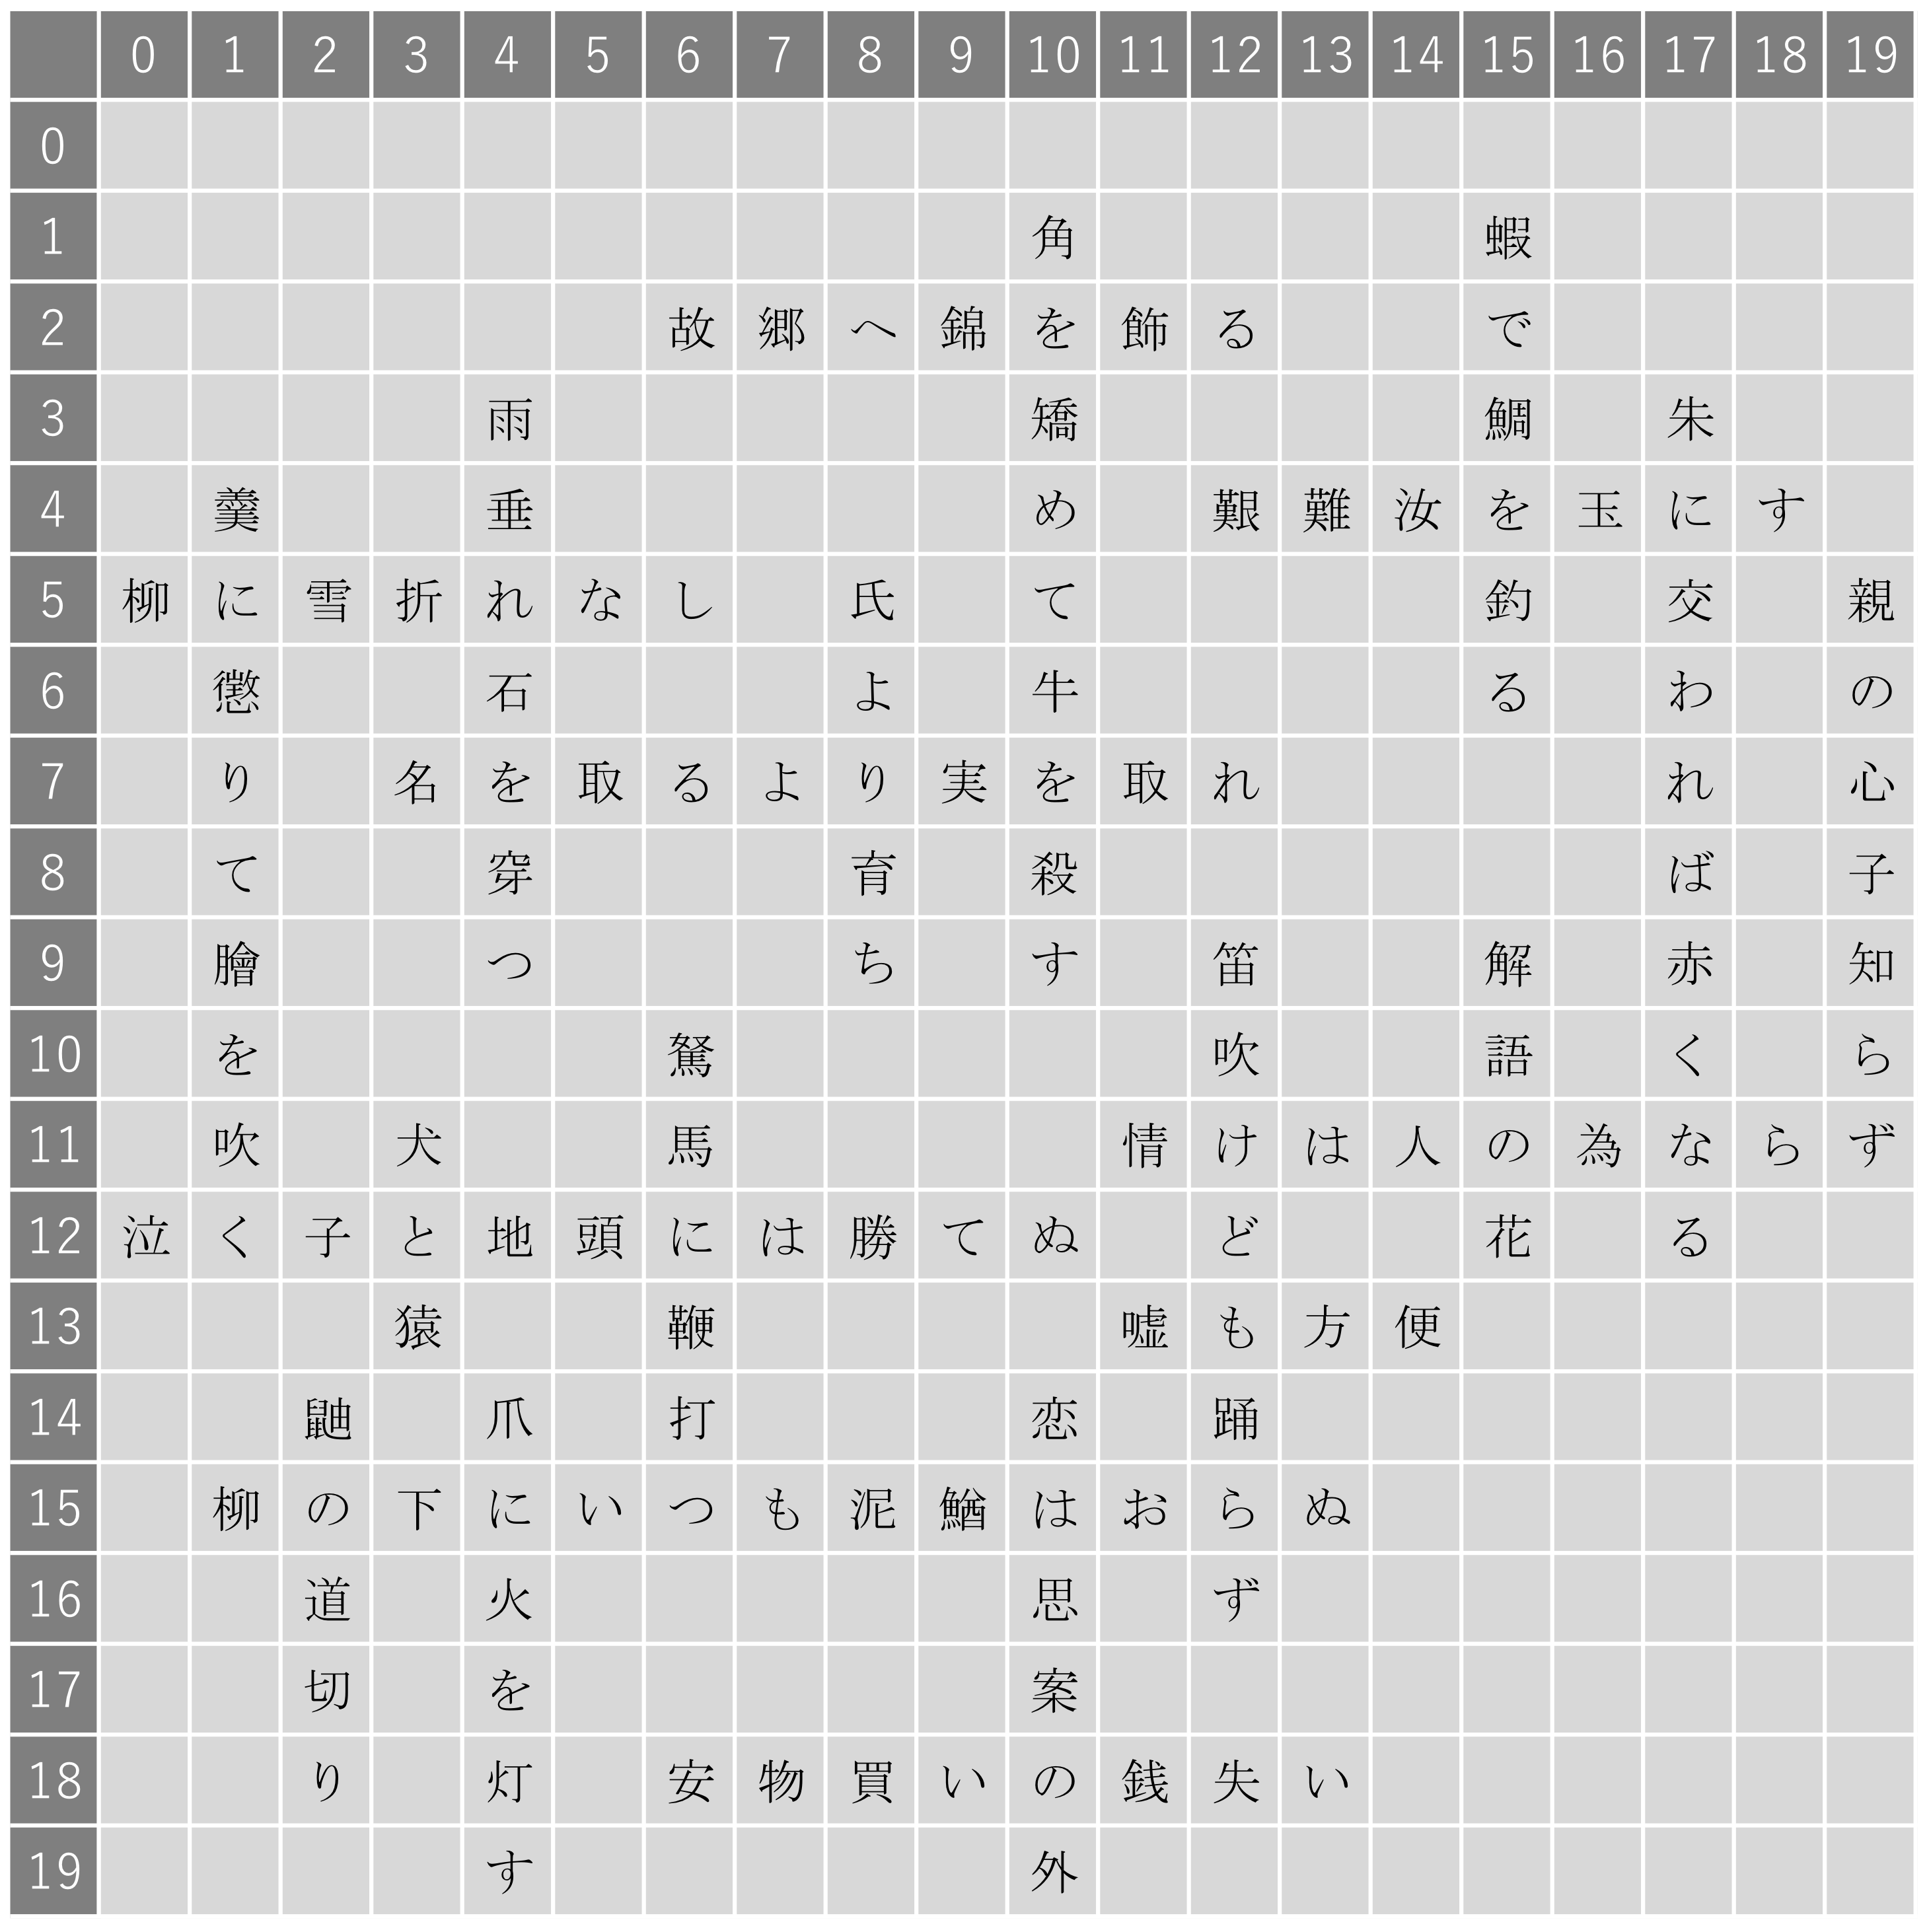 0 1 2 3 4 5 6 7 8 9 10 11 12 13 14 15 16 17 18 19
0
1 角 蝦
2 故郷へ錦を飾る で
3 雨 矯 鯛 朱
4 羹 垂 め 艱難汝を玉にす
5 柳に雪折れなし 氏 て 釣 交 親
6 懲 石 よ 牛 る わ の
7 り 名を取るより実を取れ れ 心
8 て 穿 育 殺 ば 子
9 膾 つ ち す 笛 解 赤 知
10 を 駑 吹 語 く ら
11 吹 犬 馬 情けは人の為ならず
12 泣く子と地頭には勝てぬ ど 花 る
13 猿 鞭 嘘も方便
14 鼬 爪 打 恋 踊
15 柳の下にいつも泥鰌はおらぬ
16 道 火 思 ず
17 切 を 案
18 り 灯 安物買いの銭失い
19 す 外